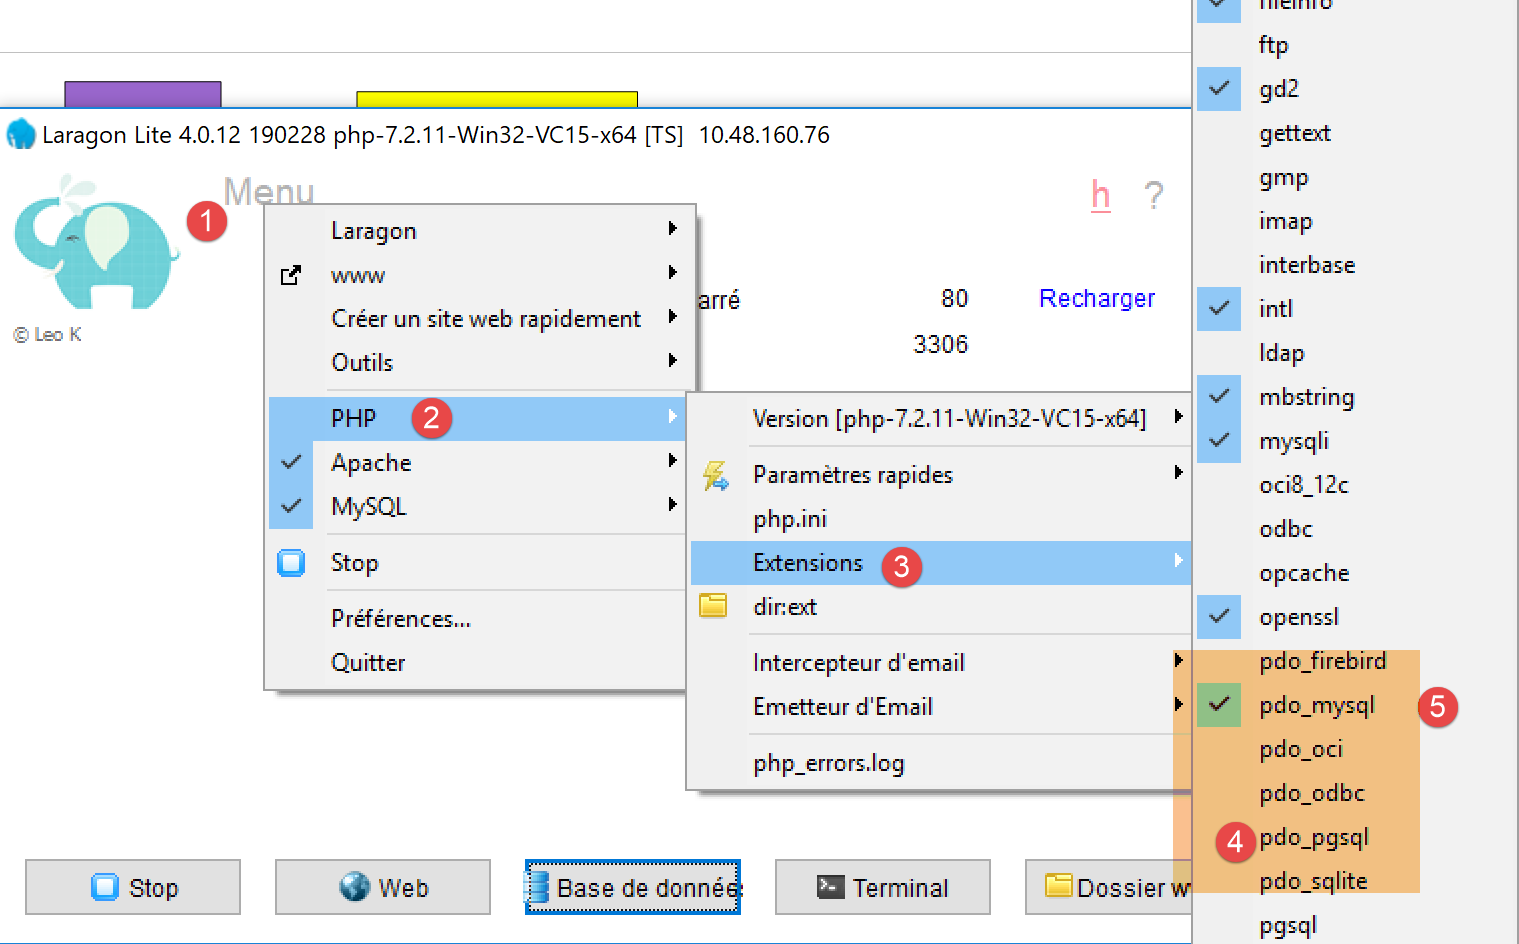 Laragon Lite 4.0.12 190228 php-7.2.11-Win32-VC15-x64 [TS] 10.48.160.76
Menu
h ?
1
© Leo K
Laragon
www
Créer un site web rapidement
Outils
PHP 2
Apache
MySQL
Stop
Préférences...
Quitter
arré 80 Recharger
3306
Version [php-7.2.11-Win32-VC15-x64]
Paramètres rapides
php.ini
Extensions 3
dir:ext
Intercepteur d'email
Emetteur d'Email
php_errors.log
fileinfo
ftp
gd2
gettext
gmp
imap
interbase
intl
ldap
mbstring
mysqli
oci8_12c
odbc
opcache
openssl
pdo_firebird
pdo_mysql 5
pdo_oci
pdo_odbc
4 pdo_pgsql
pdo_sqlite
pgsql
Stop
Web
Base de donnée
Terminal
Dossier w